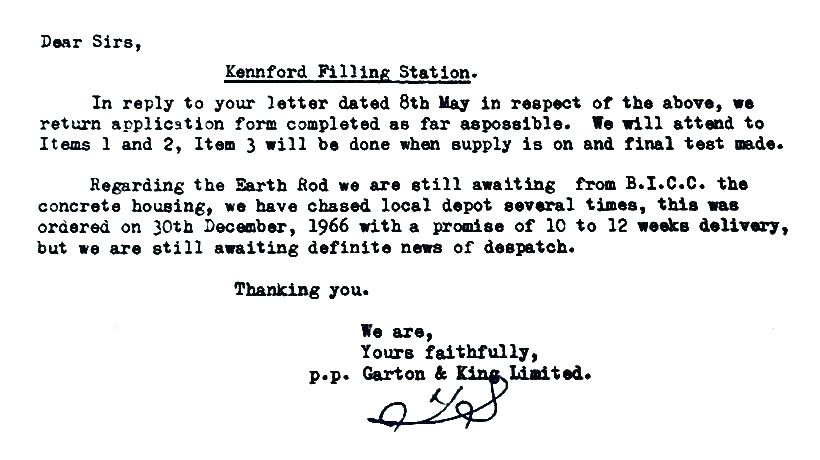 Dear Sirs,
Kennford Filling Station.
In reply to your letter dated 8th May in respect of the above, we
return application form completed as far aspossible. We will attend to
Items 1 and 2, Item 3 will be done when supply is on and final test made.
Regarding the Earth Rod we are still awaiting from B.I.C.C. the
concrete housing, we have chased local depot several times, this was
ordered on 30th December, 1966 with a promise of 10 to 12 weeks delivery,
but we are still awaiting definite news of despatch.
Thanking you.
We are,
Yours faithfully,
p.p. Garton & King Limited.